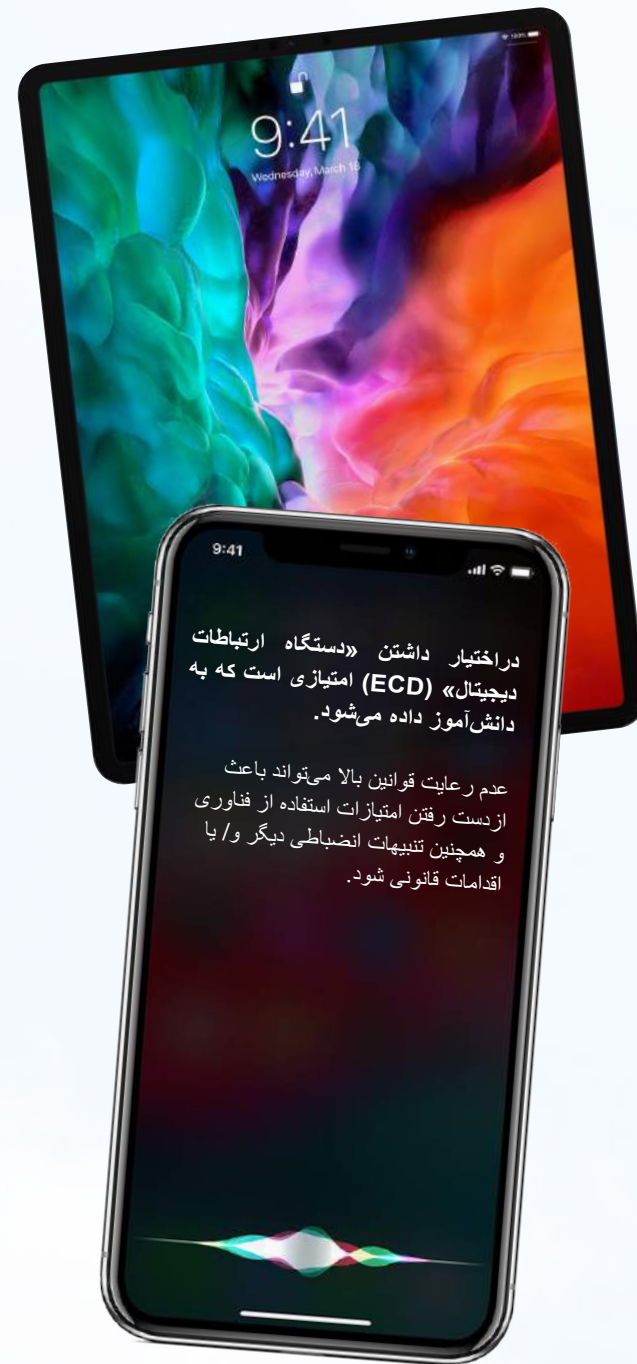 100%
9:41
Wednesday, March 18
9:41
دراختیار داشتن «دستگاه ارتباطات
دیجیتال» (ECD) امتیازی است که به
دانش‌آموز داده می‌شود.
عدم رعایت قوانین بالا می‌تواند باعث
ازدست رفتن امتیازات استفاده از فناوری
و همچنین تنبیهات انضباطی دیگر و/ یا
اقدامات قانونی شود.